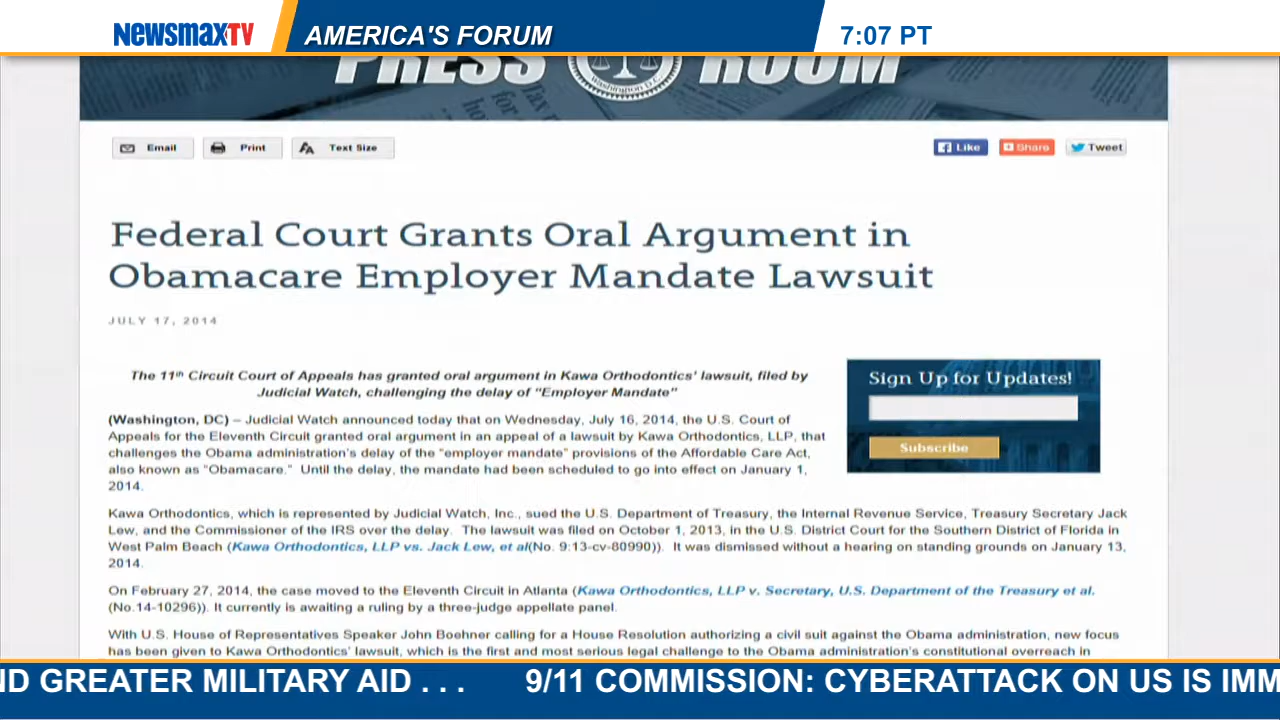 NEWSMAXTV
AMERICA'S FORUM
7:07 PT
PRESS ROOM
Washington D.C.
Email
Print
Text Size
Like
Share
Tweet
Federal Court Grants Oral Argument in
Obamacare Employer Mandate Lawsuit
JULY 17, 2014
The 11th Circuit Court of Appeals has granted oral argument in Kawa Orthodontics' lawsuit, filed by
Judicial Watch, challenging the delay of "Employer Mandate"
(Washington, DC) – Judicial Watch announced today that on Wednesday, July 16, 2014, the U.S. Court of
Appeals for the Eleventh Circuit granted oral argument in an appeal of a lawsuit by Kawa Orthodontics, LLP, that
challenges the Obama administration's delay of the "employer mandate" provisions of the Affordable Care Act,
also known as "Obamacare." Until the delay, the mandate had been scheduled to go into effect on January 1,
2014.
Sign Up for Updates!
Subscribe
Kawa Orthodontics, which is represented by Judicial Watch, Inc., sued the U.S. Department of Treasury, the Internal Revenue Service, Treasury Secretary Jack
Lew, and the Commissioner of the IRS over the delay. The lawsuit was filed on October 1, 2013, in the U.S. District Court for the Southern District of Florida in
West Palm Beach (Kawa Orthodontics, LLP vs. Jack Lew, et al(No. 9:13-cv-80990)). It was dismissed without a hearing on standing grounds on January 13,
2014.
On February 27, 2014, the case moved to the Eleventh Circuit in Atlanta (Kawa Orthodontics, LLP v. Secretary, U.S. Department of the Treasury et al.
(No.14-10296)). It currently is awaiting a ruling by a three-judge appellate panel.
With U.S. House of Representatives Speaker John Boehner calling for a House Resolution authorizing a civil suit against the Obama administration, new focus
has been given to Kawa Orthodontics' lawsuit, which is the first and most serious legal challenge to the Obama administration's constitutional overreach in
ND GREATER MILITARY AID . . . 9/11 COMMISSION: CYBERATTACK ON US IS IMM